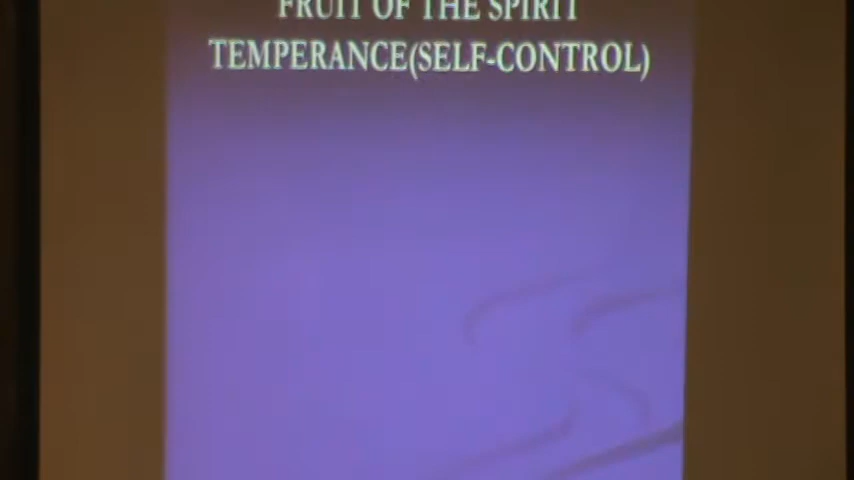 FRUIT OF THE SPIRIT
TEMPERANCE(SELF-CONTROL)